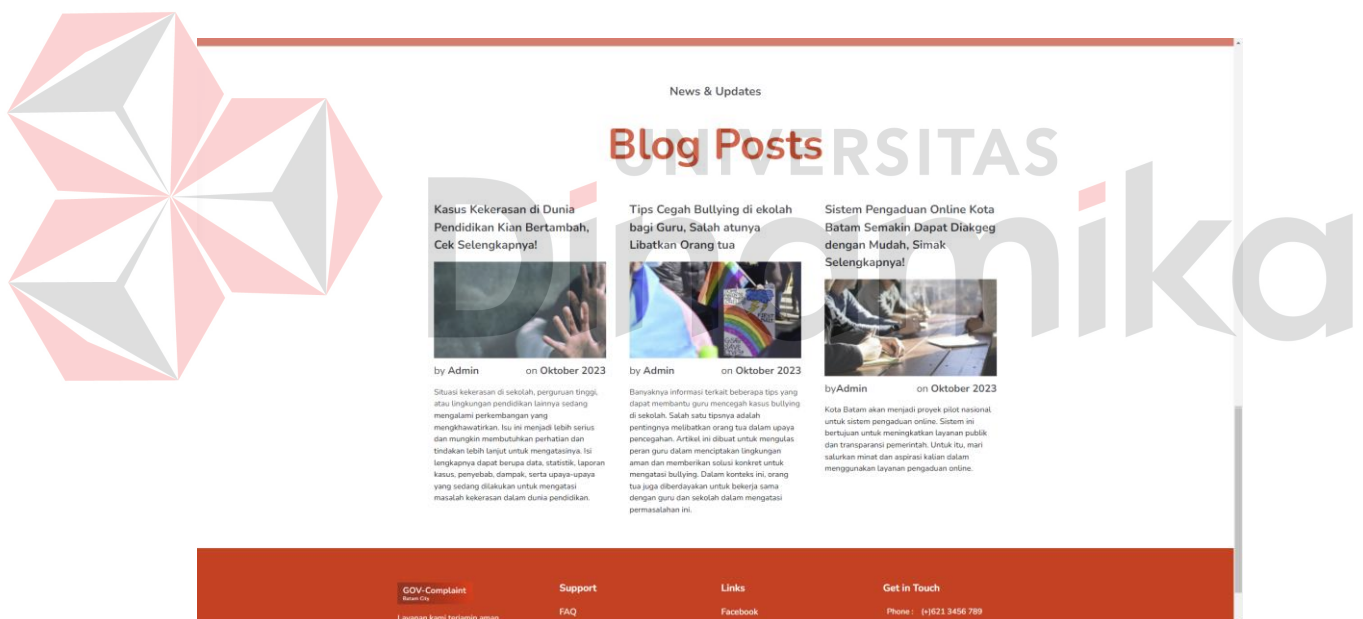 News & Updates
Blog Posts
UNIVERSITAS
Dinamika
Kasus Kekerasan di Dunia
Pendidikan Kian Bertambah,
Cek Selengkapnya!
by Admin on Oktober 2023
Situasi kekerasan di sekolah, perguruan tinggi,
atau lingkungan pendidikan lainnya sedang
mengalami perkembangan yang
mengkhawatirkan. Isu ini menjadi lebih serius
dan mungkin membutuhkan perhatian dan
tindakan lebih lanjut untuk mengatasinya. Isi
lengkapnya dapat berupa data, statistik, laporan
kasus, penyebab, dampak, serta upaya-upaya
yang sedang dilakukan untuk mengatasi
masalah kekerasan dalam dunia pendidikan.
Tips Cegah Bullying di ekolah
bagi Guru, Salah atunya
Libatkan Orang tua
by Admin on Oktober 2023
Banyaknya informasi terkait beberapa tips yang
dapat membantu guru mencegah kasus bullying
di sekolah. Salah satu tipsnya adalah
pentingnya melibatkan orang tua dalam upaya
pencegahan. Artikel ini dibuat untuk mengulas
peran guru dalam menciptakan lingkungan
aman dan memberikan solusi konkret untuk
mengatasi bullying. Dalam konteks ini, orang
tua juga diberdayakan untuk bekerja sama
dengan guru dan sekolah dalam mengatasi
permasalahan ini.
Sistem Pengaduan Online Kota
Batam Semakin Dapat Diakgeg
dengan Mudah, Simak
Selengkapnya!
byAdmin on Oktober 2023
Kota Batam akan menjadi proyek pilot nasional
untuk sistem pengaduan online. Sistem ini
bertujuan untuk meningkatkan layanan publik
dan transparansi pemerintah. Untuk itu, mari
salurkan minat dan aspirasi kalian dalam
menggunakan layanan pengaduan online.
GOV-Complaint
Batam City
Layanan kami terjamin aman
Support
FAQ
Links
Facebook
Get in Touch
Phone : (+)621 3456 789